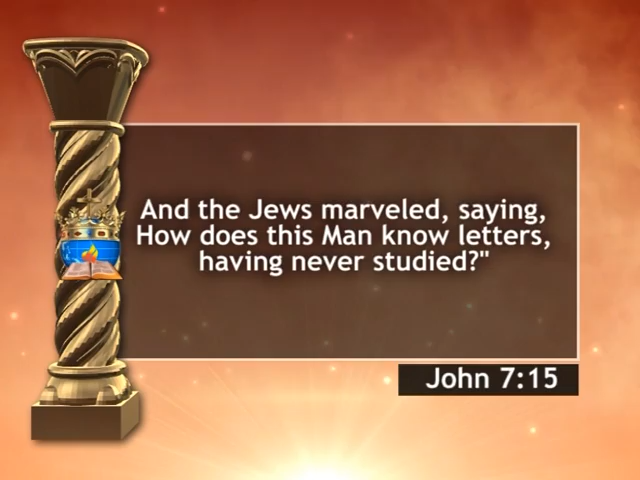 And the Jews marveled, saying,
How does this Man know letters,
having never studied?"
John 7:15